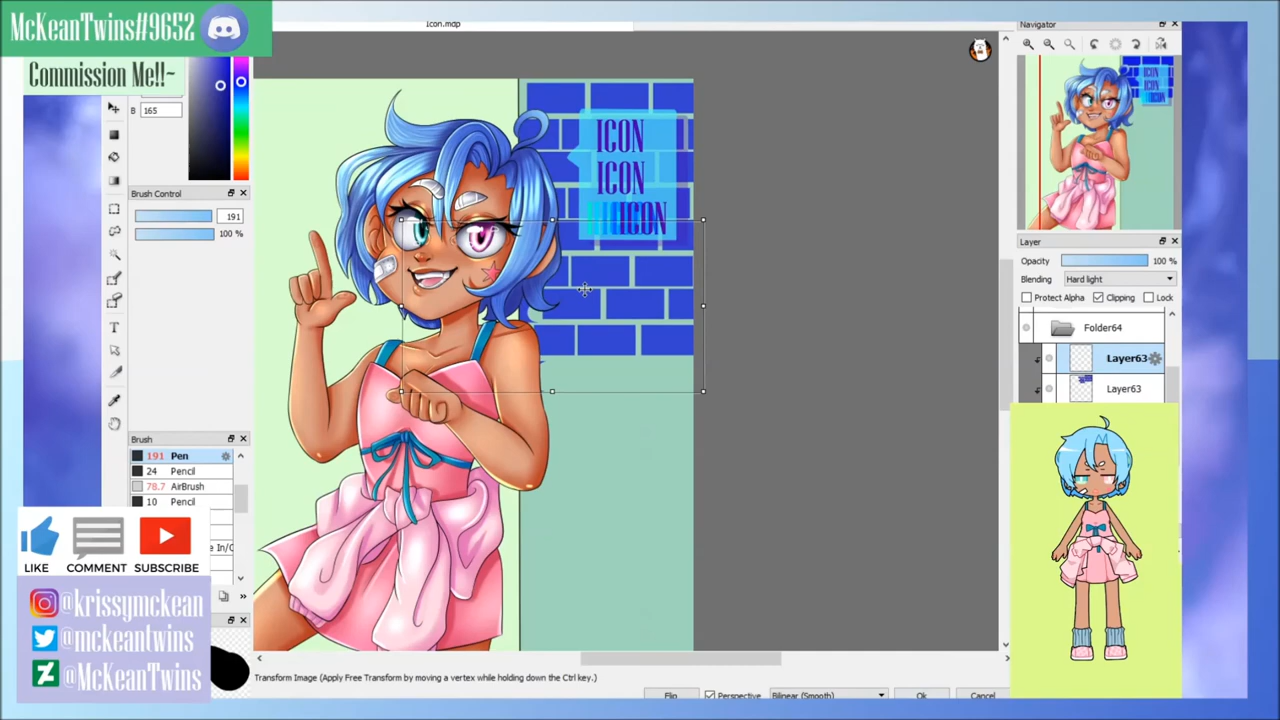 McKeanTwins#9652
Commission Me!!~
Icon.mdp
Navigator
B 165
Brush Control
191
100 %
ICON
ICON
ICON
Layer
Opacity 100 %
Blending Hard light
Protect Alpha Clipping Lock
Folder64
Layer63
Layer63
Brush
191 Pen
24 Pencil
78.7 AirBrush
10 Pencil
e In/O
LIKE COMMENT SUBSCRIBE
@krissymckean
@mckeantwins
@McKeanTwins
Transform Image (Apply Free Transform by moving a vertex while holding down the Ctrl key.)
Flip Perspective Bilinear (Smooth) Ok Cancel